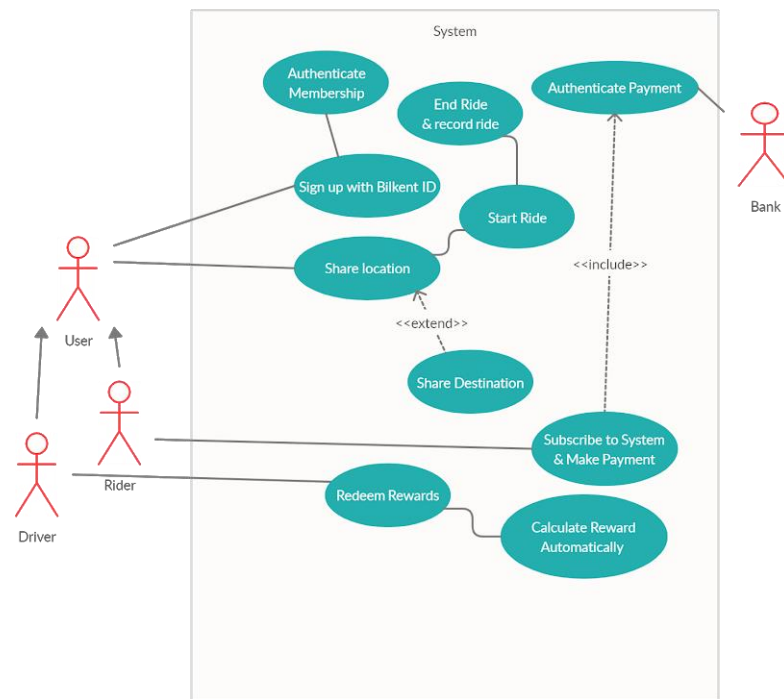 System
Authenticate
Membership
Authenticate Payment
End Ride
& record ride
Bank
Sign up with Bilkent ID
Start Ride
Share location
<<include>>
<<extend>>
User
Share Destination
Subscribe to System
& Make Payment
Rider
Redeem Rewards
Driver
Calculate Reward
Automatically